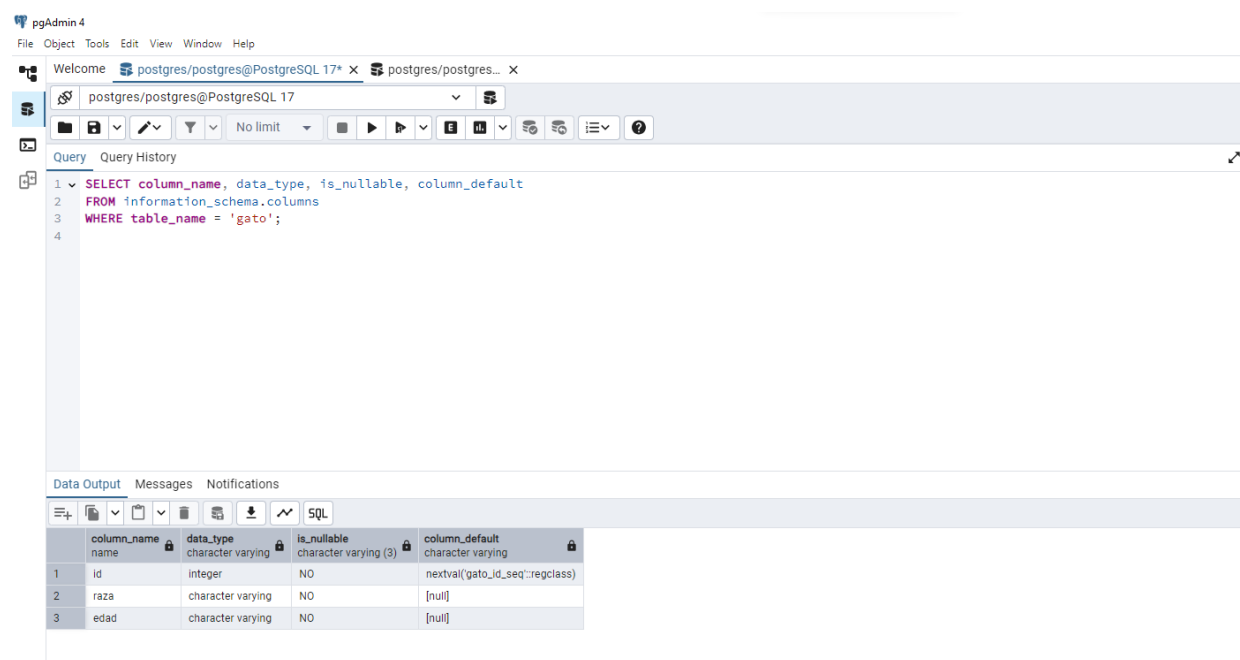 pgAdmin 4
File Object Tools Edit View Window Help
Welcome postgres/postgres@PostgreSQL 17* postgres/postgres...
postgres/postgres@PostgreSQL 17
No limit E SQL
Query Query History
1 SELECT column_name, data_type, is_nullable, column_default
2 FROM information_schema.columns
3 WHERE table_name = 'gato';
4
Data Output Messages Notifications
SQL
column_name data_type is_nullable column_default
name character varying character varying (3) character varying
1 id integer NO nextval('gato_id_seq'::regclass)
2 raza character varying NO [null]
3 edad character varying NO [null]